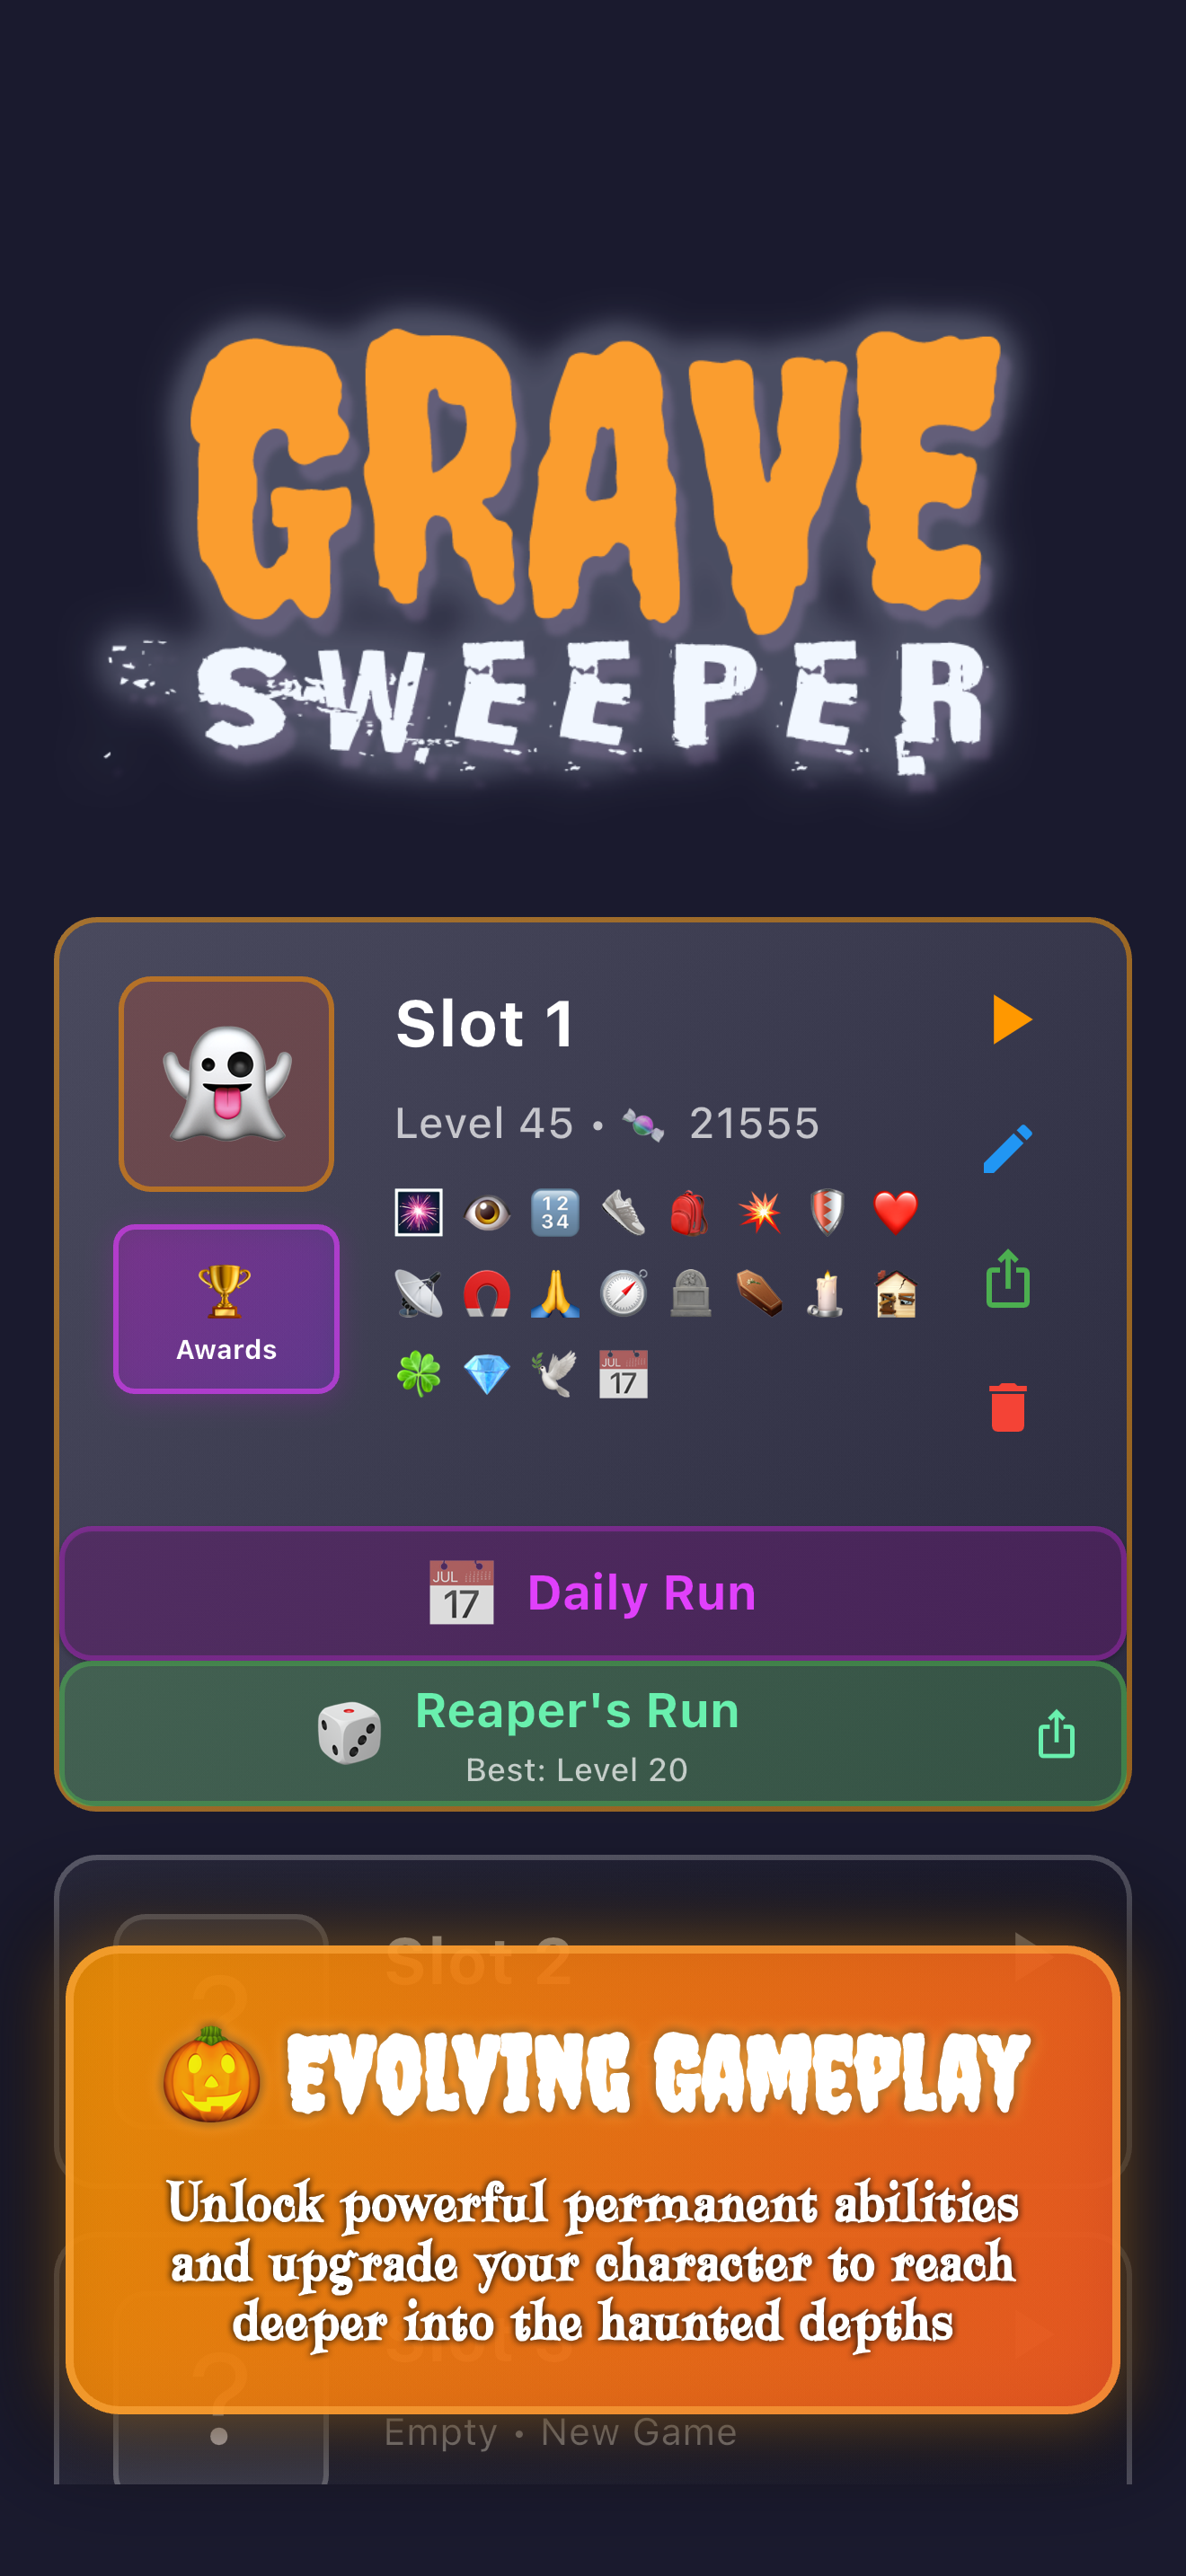 GRAVE
SWEEPER
Slot 1
Level 45 • 🍬 21555
Awards
JUL 17 Daily Run
Reaper's Run
Best: Level 20
Slot 2
EVOLVING GAMEPLAY
Unlock powerful permanent abilities
and upgrade your character to reach
deeper into the haunted depths
Empty • New Game